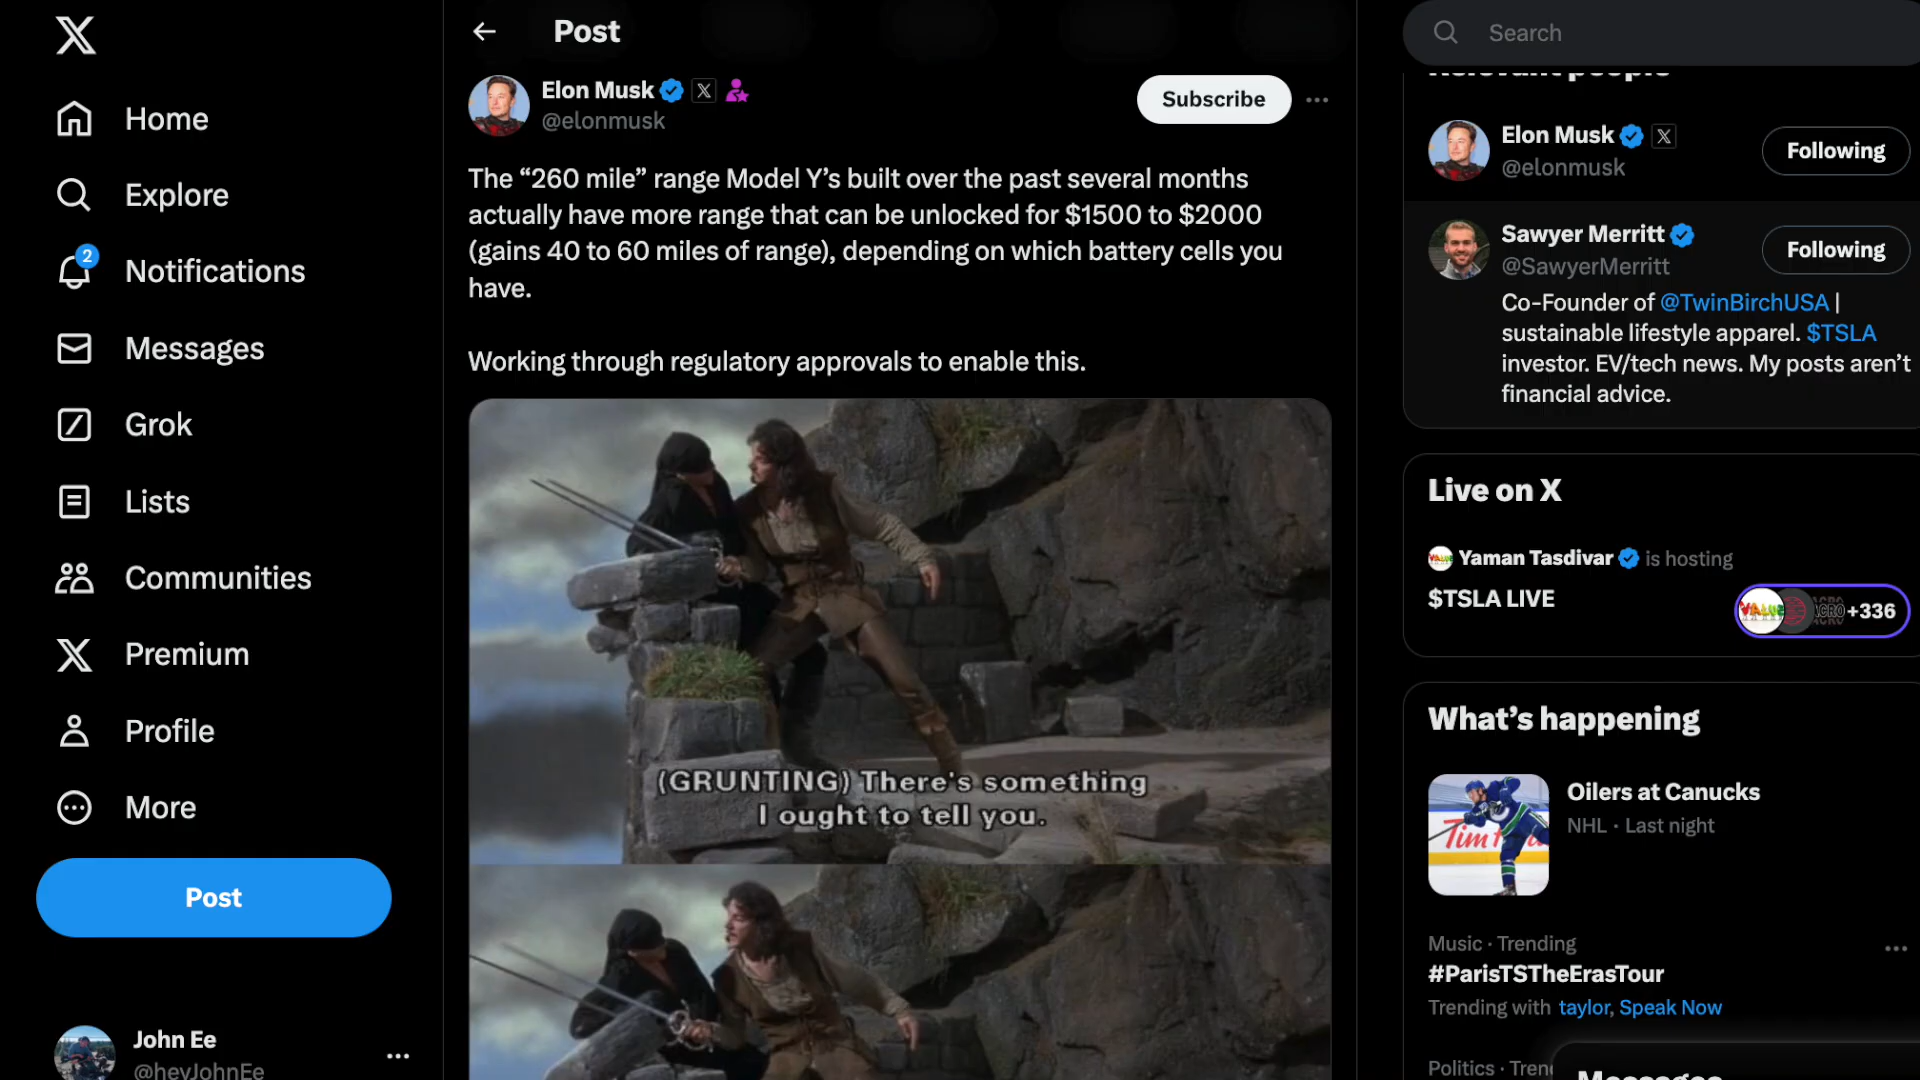 Home
Explore
2
Notifications
Messages
Grok
Lists
Communities
Premium
Profile
More
Post
John Ee
@heyJohnEe
Post
Elon Musk
@elonmusk
Subscribe
The “260 mile” range Model Y’s built over the past several months
actually have more range that can be unlocked for $1500 to $2000
(gains 40 to 60 miles of range), depending on which battery cells you
have.
Working through regulatory approvals to enable this.
(GRUNTING) There's something
I ought to tell you.
Search
Relevant people
Elon Musk
@elonmusk
Following
Sawyer Merritt
@SawyerMerritt
Following
Co-Founder of @TwinBirchUSA |
sustainable lifestyle apparel. $TSLA
investor. EV/tech news. My posts aren’t
financial advice.
Live on X
Yaman Tasdivar is hosting
$TSLA LIVE
VALUE
+336
What’s happening
Oilers at Canucks
NHL · Last night
Tim
Music · Trending
#ParisTSTheErasTour
Trending with taylor, Speak Now
Politics ·
Messages